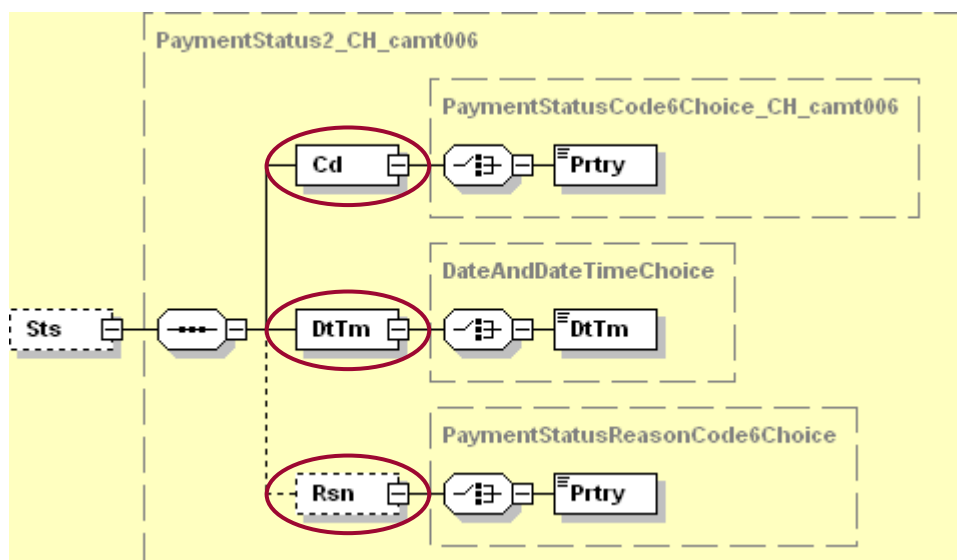 PaymentStatus2_CH_camt006
PaymentStatusCode6Choice_CH_camt006
Cd
Prtry
DateAndDateTimeChoice
Sts
DtTm
DtTm
PaymentStatusReasonCode6Choice
Rsn
Prtry